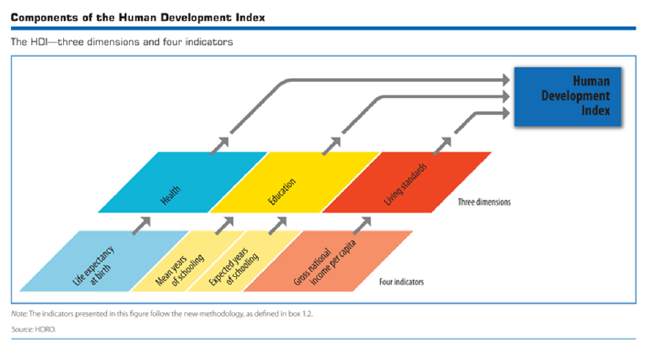 Components of the Human Development Index
The HDI—three dimensions and four indicators
Human
Development
Index
Health
Education
Living standards
Three dimensions
Life expectancy
at birth
Mean years
of schooling
Expected years
of schooling
Gross national
income per capita
Four indicators
Note: The indicators presented in this figure follow the new methodology, as defined in box 1.2.
Source: HDRO.